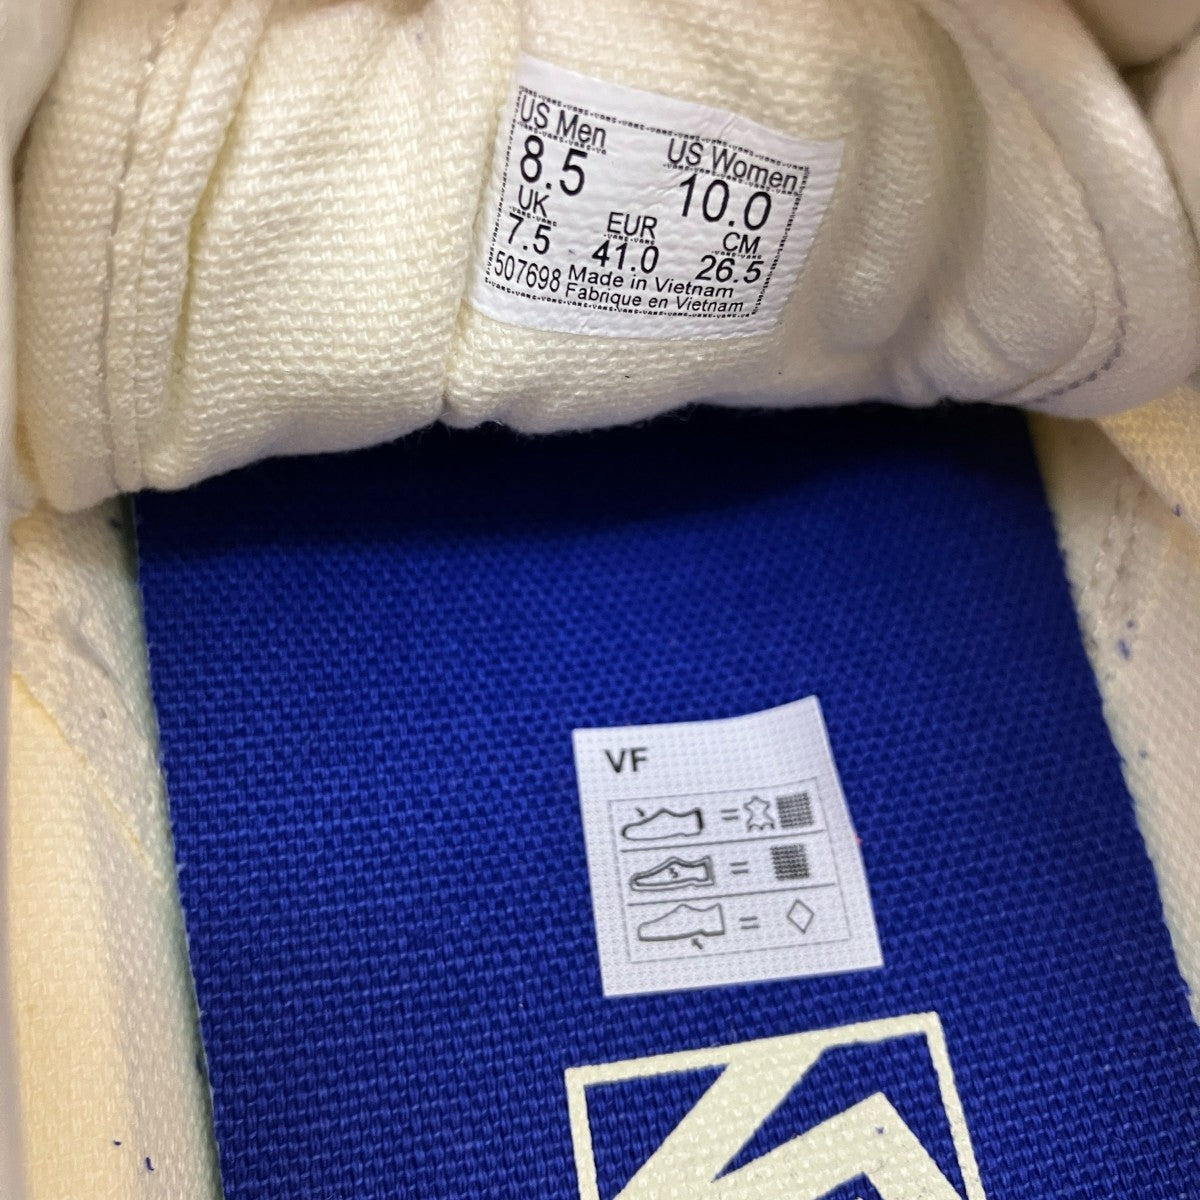 US Men US Women
8.5 10.0
UK EUR CM
7.5 41.0 26.5
507698 Made in Vietnam
Fabrique en Vietnam
VF
= 
=
=